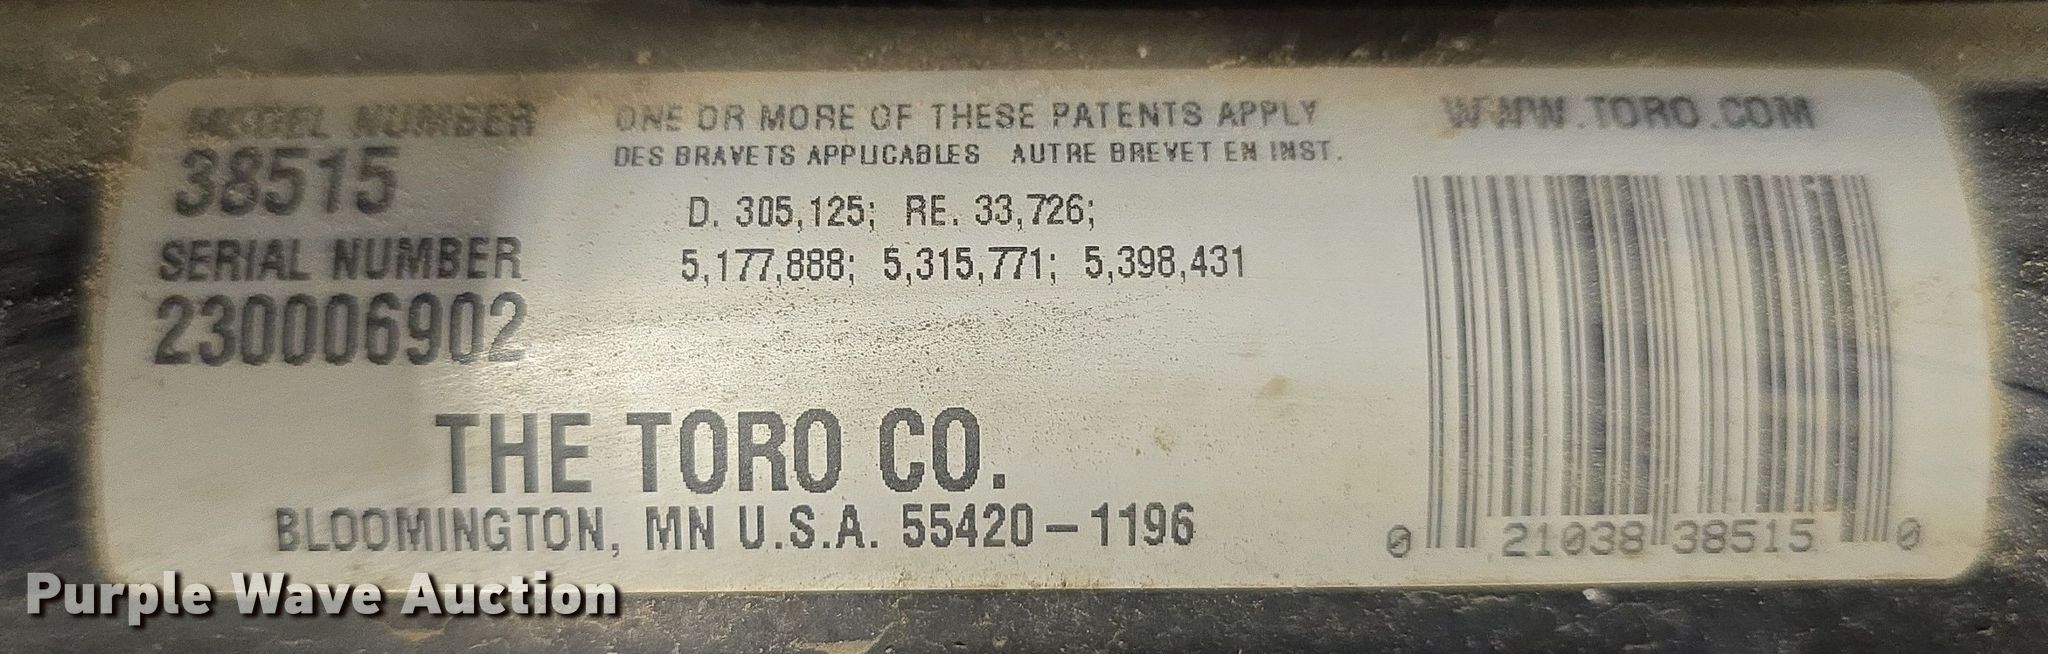 MODEL NUMBER
38515
SERIAL NUMBER
230006902
ONE OR MORE OF THESE PATENTS APPLY
DES BRAVETS APPLICABLES AUTRE BREVET EN INST.
D. 305,125; RE. 33,726;
5,177,888; 5,315,771; 5,398,431
WWW.TORO.COM
THE TORO CO.
BLOOMINGTON, MN U.S.A. 55420-1196
0 21038 38515 0
Purple Wave Auction